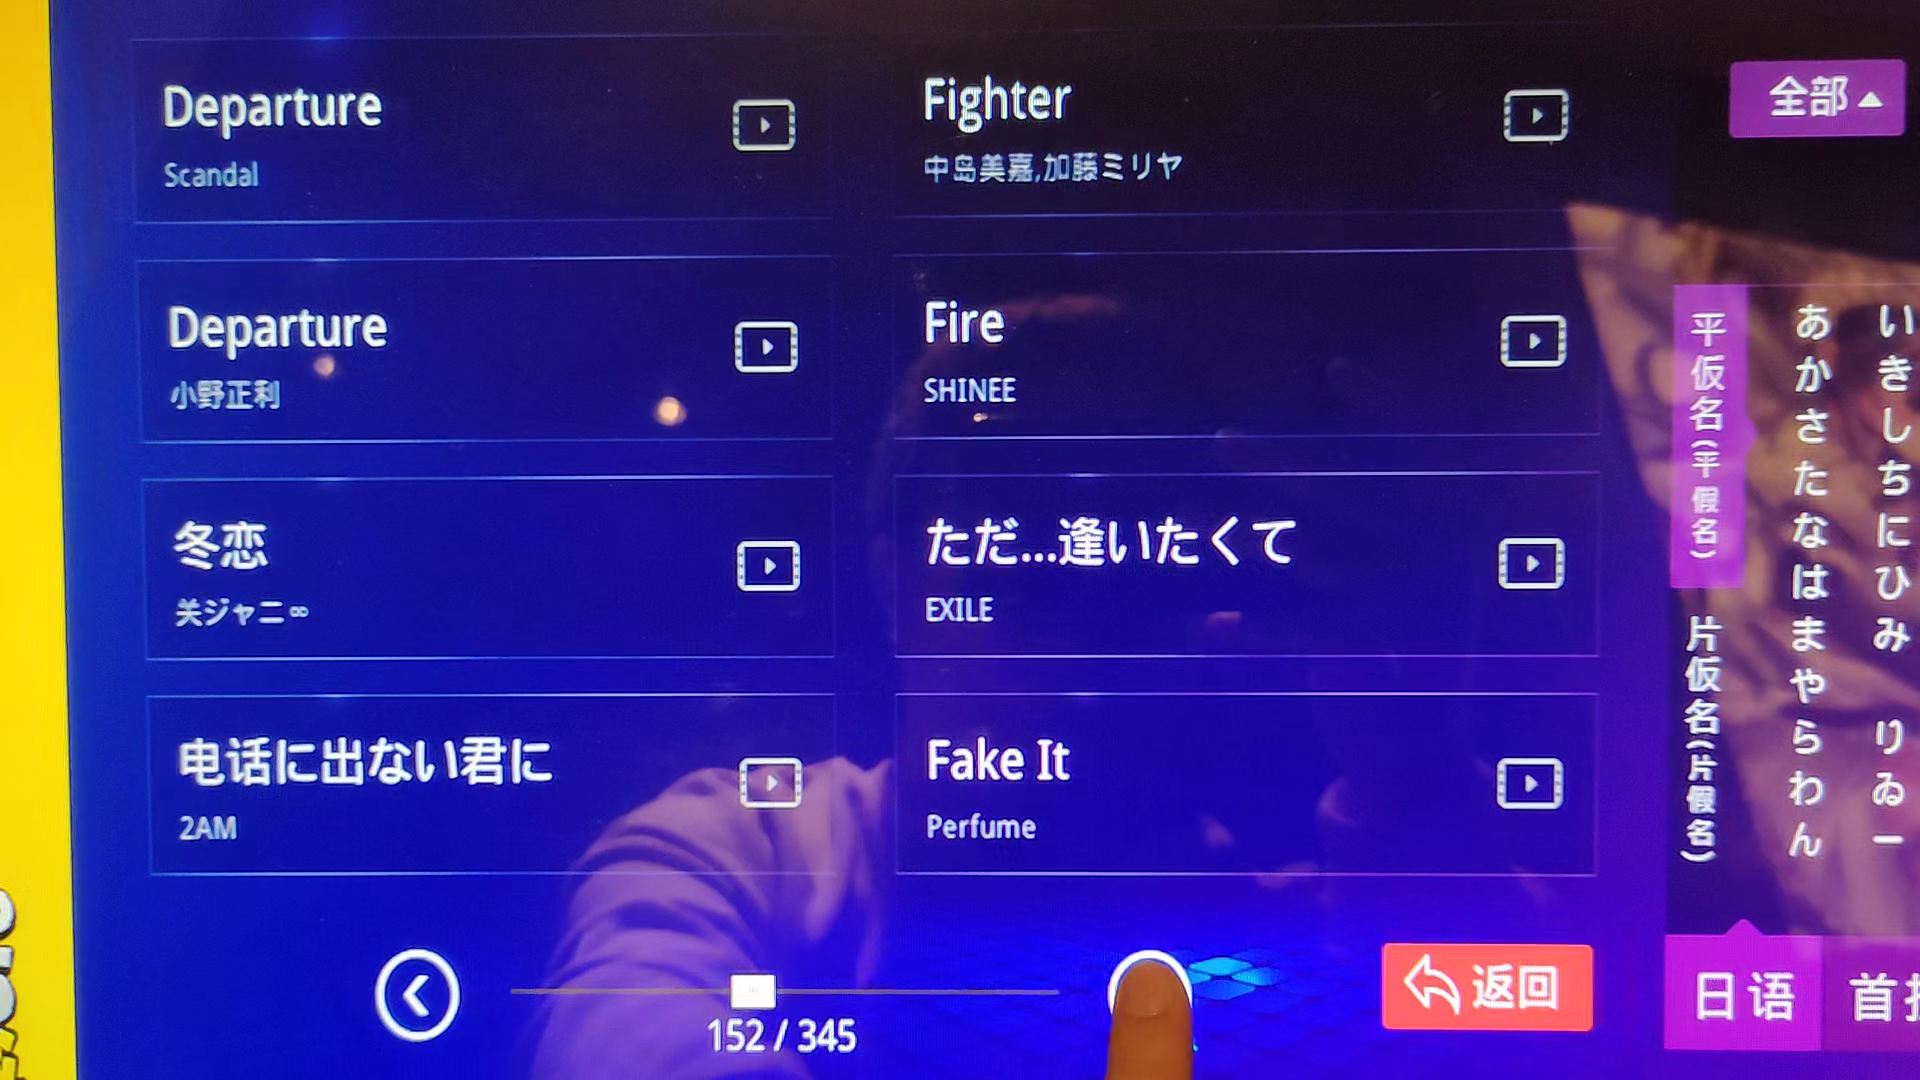 Departure
Scandal
Fighter
中岛美嘉,加藤ミリヤ
Departure
小野正利
Fire
SHINEE
冬恋
关ジャニ∞
ただ...逢いたくて
EXILE
电话に出ない君に
2AM
Fake It
Perfume
152 / 345
返回
全部
平仮名(平假名)
片仮名(片假名)
あかさたなはまやらわん
いきしちにひみ りゐー
日语
首